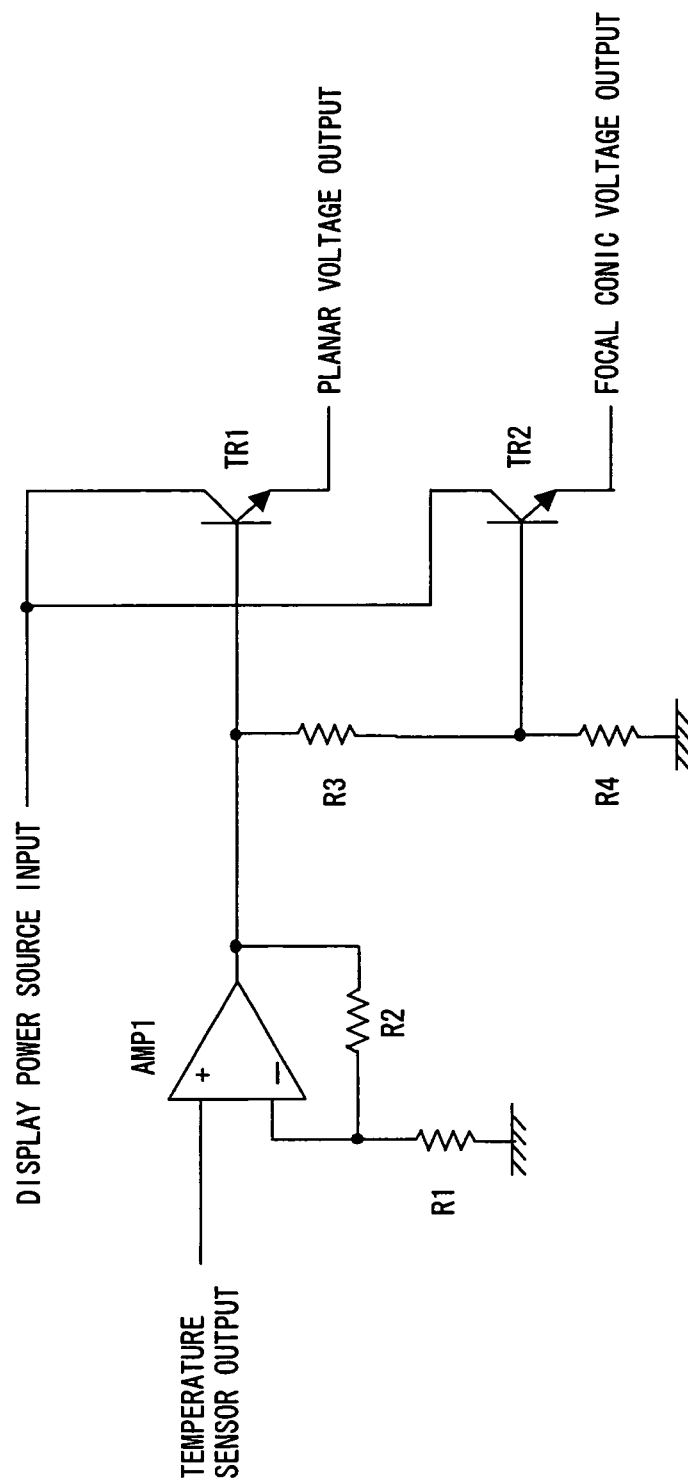 DISPLAY POWER SOURCE INPUT
TEMPERATURE
SENSOR OUTPUT
AMP1
+
−
R1
R2
R3
R4
TR1
PLANAR VOLTAGE OUTPUT
TR2
FOCAL CONIC VOLTAGE OUTPUT